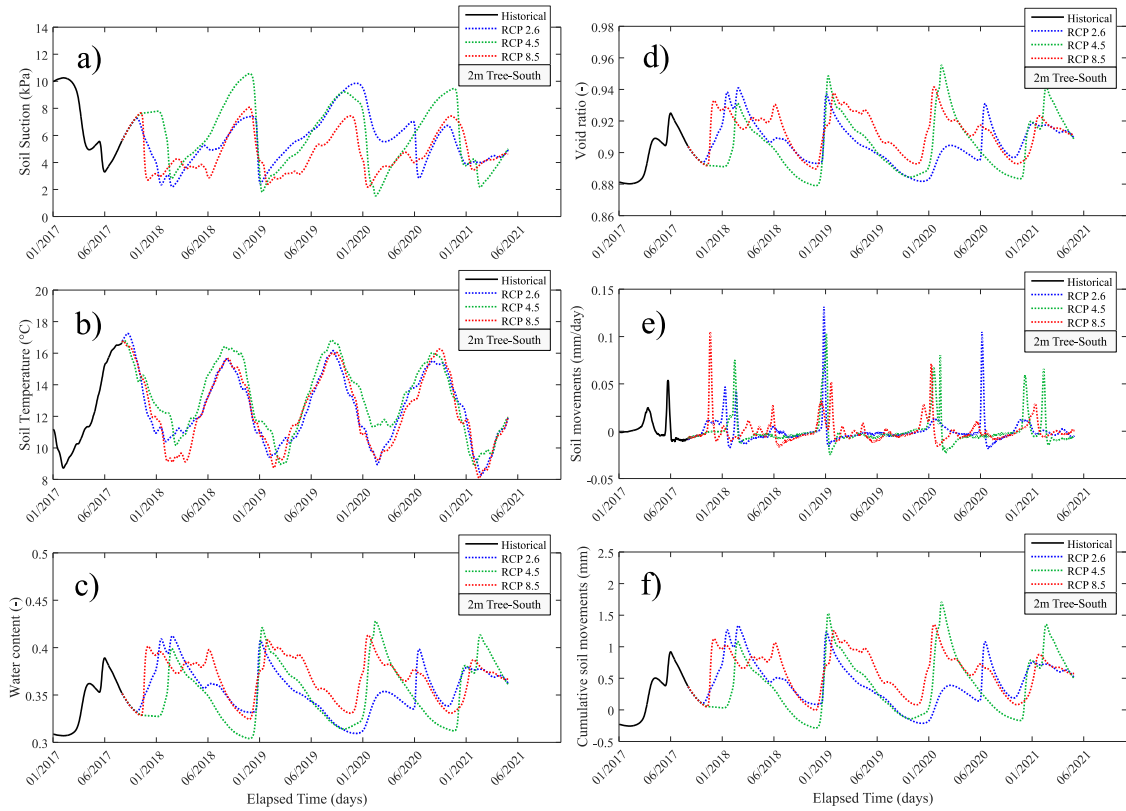 a)
Soil Suction (kPa)
14
12
10
8
6
4
2
0
01/2017
06/2017
01/2018
06/2018
01/2019
06/2019
01/2020
06/2020
01/2021
06/2021
Historical
RCP 2.6
RCP 4.5
RCP 8.5
2m Tree-South
d)
Void ratio (-)
0.98
0.96
0.94
0.92
0.9
0.88
0.86
01/2017
06/2017
01/2018
06/2018
01/2019
06/2019
01/2020
06/2020
01/2021
06/2021
Historical
RCP 2.6
RCP 4.5
RCP 8.5
2m Tree-South
b)
Soil Temperature (°C)
20
18
16
14
12
10
8
01/2017
06/2017
01/2018
06/2018
01/2019
06/2019
01/2020
06/2020
01/2021
06/2021
Historical
RCP 2.6
RCP 4.5
RCP 8.5
2m Tree-South
e)
Soil movements (mm/day)
0.15
0.1
0.05
0
-0.05
01/2017
06/2017
01/2018
06/2018
01/2019
06/2019
01/2020
06/2020
01/2021
06/2021
Historical
RCP 2.6
RCP 4.5
RCP 8.5
2m Tree-South
c)
Water content (-)
0.5
0.45
0.4
0.35
0.3
01/2017
06/2017
01/2018
06/2018
01/2019
06/2019
01/2020
06/2020
01/2021
06/2021
Elapsed Time (days)
Historical
RCP 2.6
RCP 4.5
RCP 8.5
2m Tree-South
f)
Cumulative soil movements (mm)
2.5
2
1.5
1
0.5
0
-0.5
01/2017
06/2017
01/2018
06/2018
01/2019
06/2019
01/2020
06/2020
01/2021
06/2021
Elapsed Time (days)
Historical
RCP 2.6
RCP 4.5
RCP 8.5
2m Tree-South